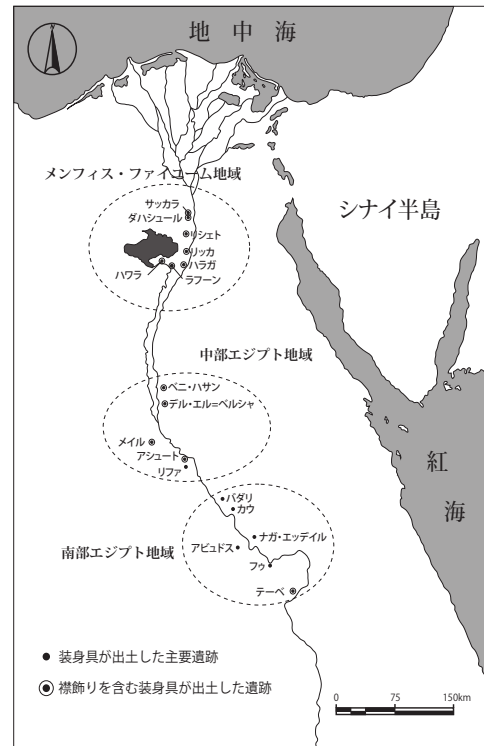 N
地中海
メンフィス・ファイユーム地域
サッカラ
ダハシュール
シナイ半島
リシェト
リッカ
ハラガ
ハワラ
ラフーン
中部エジプト地域
ベニ・ハサン
デル・エル=ベルシャ
メイル
アシュート
リファ
紅海
バダリ
カウ
ナガ・エッデイル
アビュドス
南部エジプト地域
フゥ
テーベ
装身具が出土した主要遺跡
襟飾りを含む装身具が出土した遺跡
0 75 150km